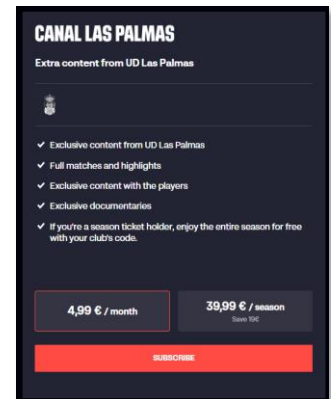 CANAL LAS PALMAS
Extra content from UD Las Palmas
Exclusive content from UD Las Palmas
Full matches and highlights
Exclusive content with the players
Exclusive documentaries
If you're a season ticket holder, enjoy the entire season for free
with your club's code.
4,99 € / month
39,99 € / season
Save 19€
SUBSCRIBE